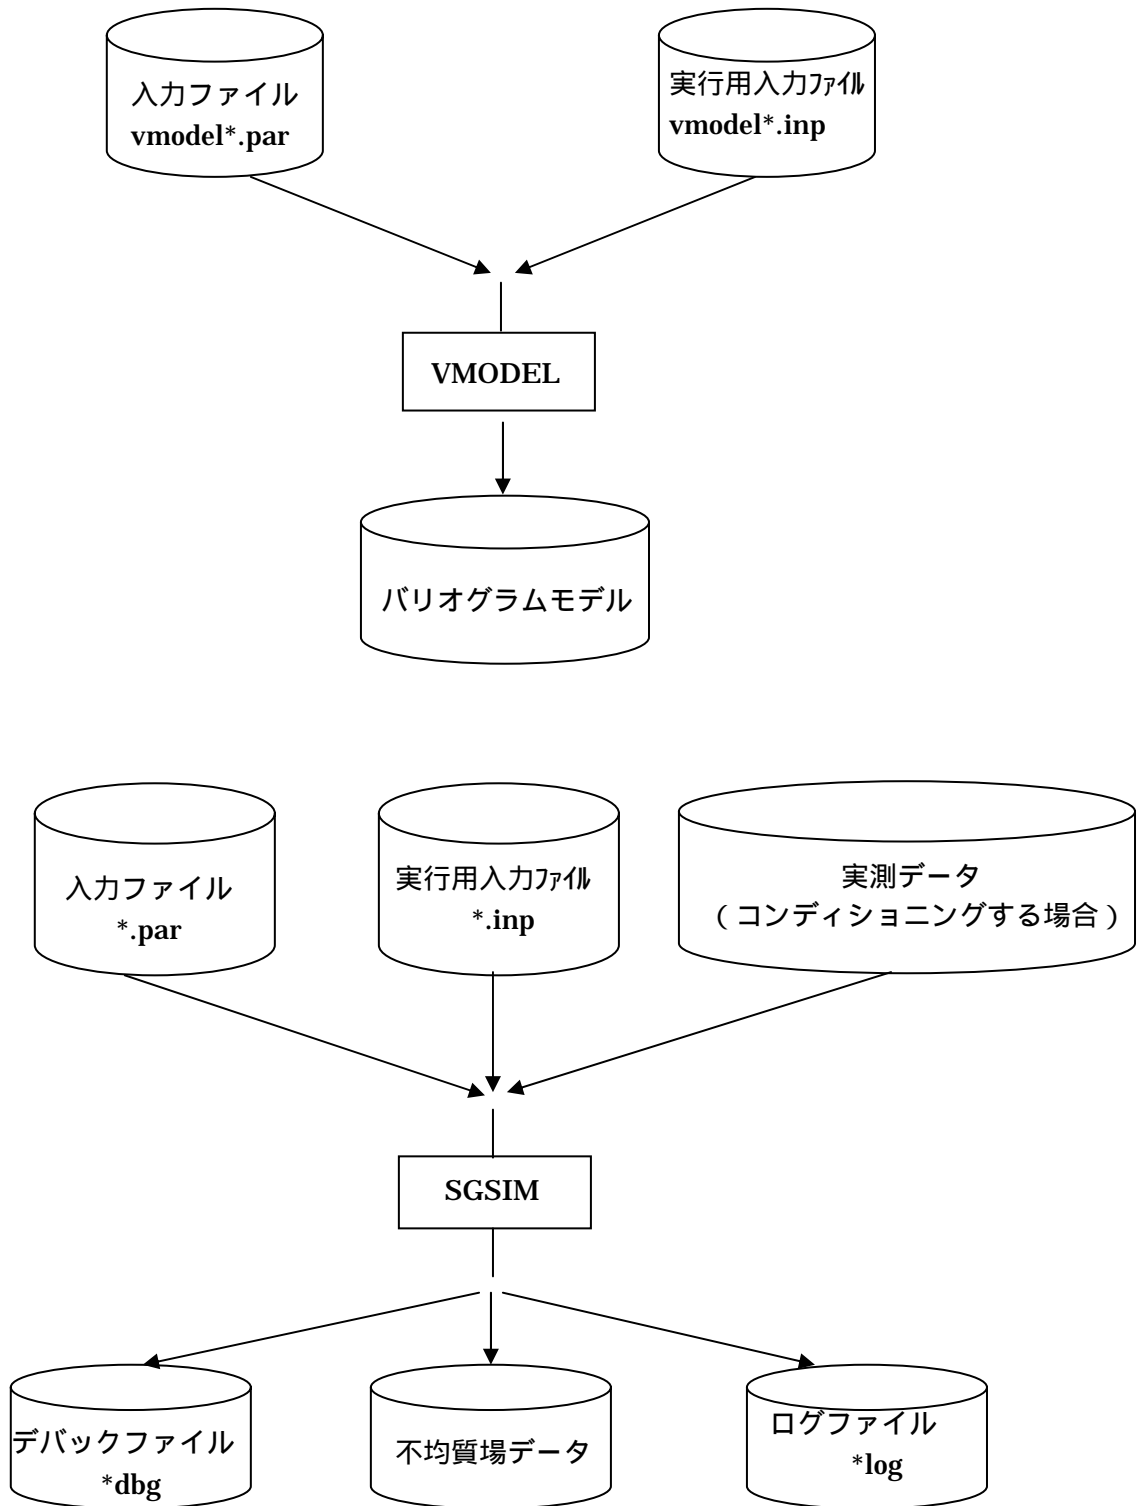 入力ファイル
vmodel*.par
実行用入力ﾌｧｲﾙ
vmodel*.inp
VMODEL
バリオグラムモデル
入力ファイル
*.par
実行用入力ﾌｧｲﾙ
*.inp
実測データ
（コンディショニングする場合）
SGSIM
デバックファイル
*dbg
不均質場データ
ログファイル
*log